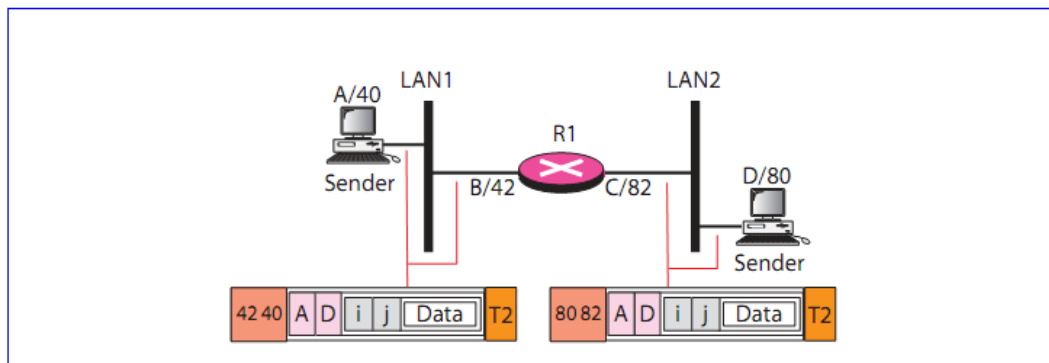 LAN1
LAN2
A/40
R1
Sender
B/42
C/82
D/80
Sender
42 40 A D i j Data T2
80 82 A D i j Data T2